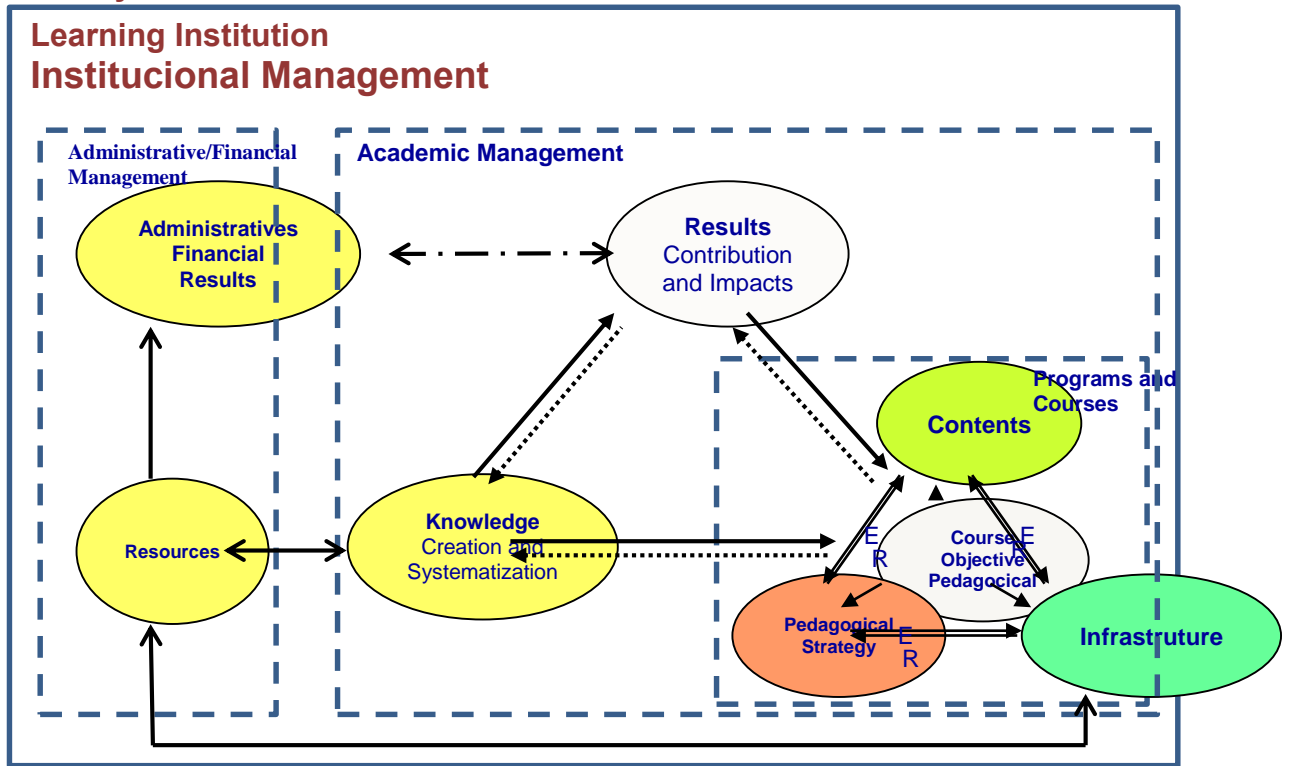 Learning Institution
Institucional Management
Administrative/Financial
Management
Academic Management
Administratives
Financial
Results
Results
Contribution
and Impacts
Programs and
Courses
Contents
Knowledge
Creation and
Systematization
Resources
Course
Objective
Pedagocical
E
R
E
Pedagogical
Strategy
E
R
Infrastruture